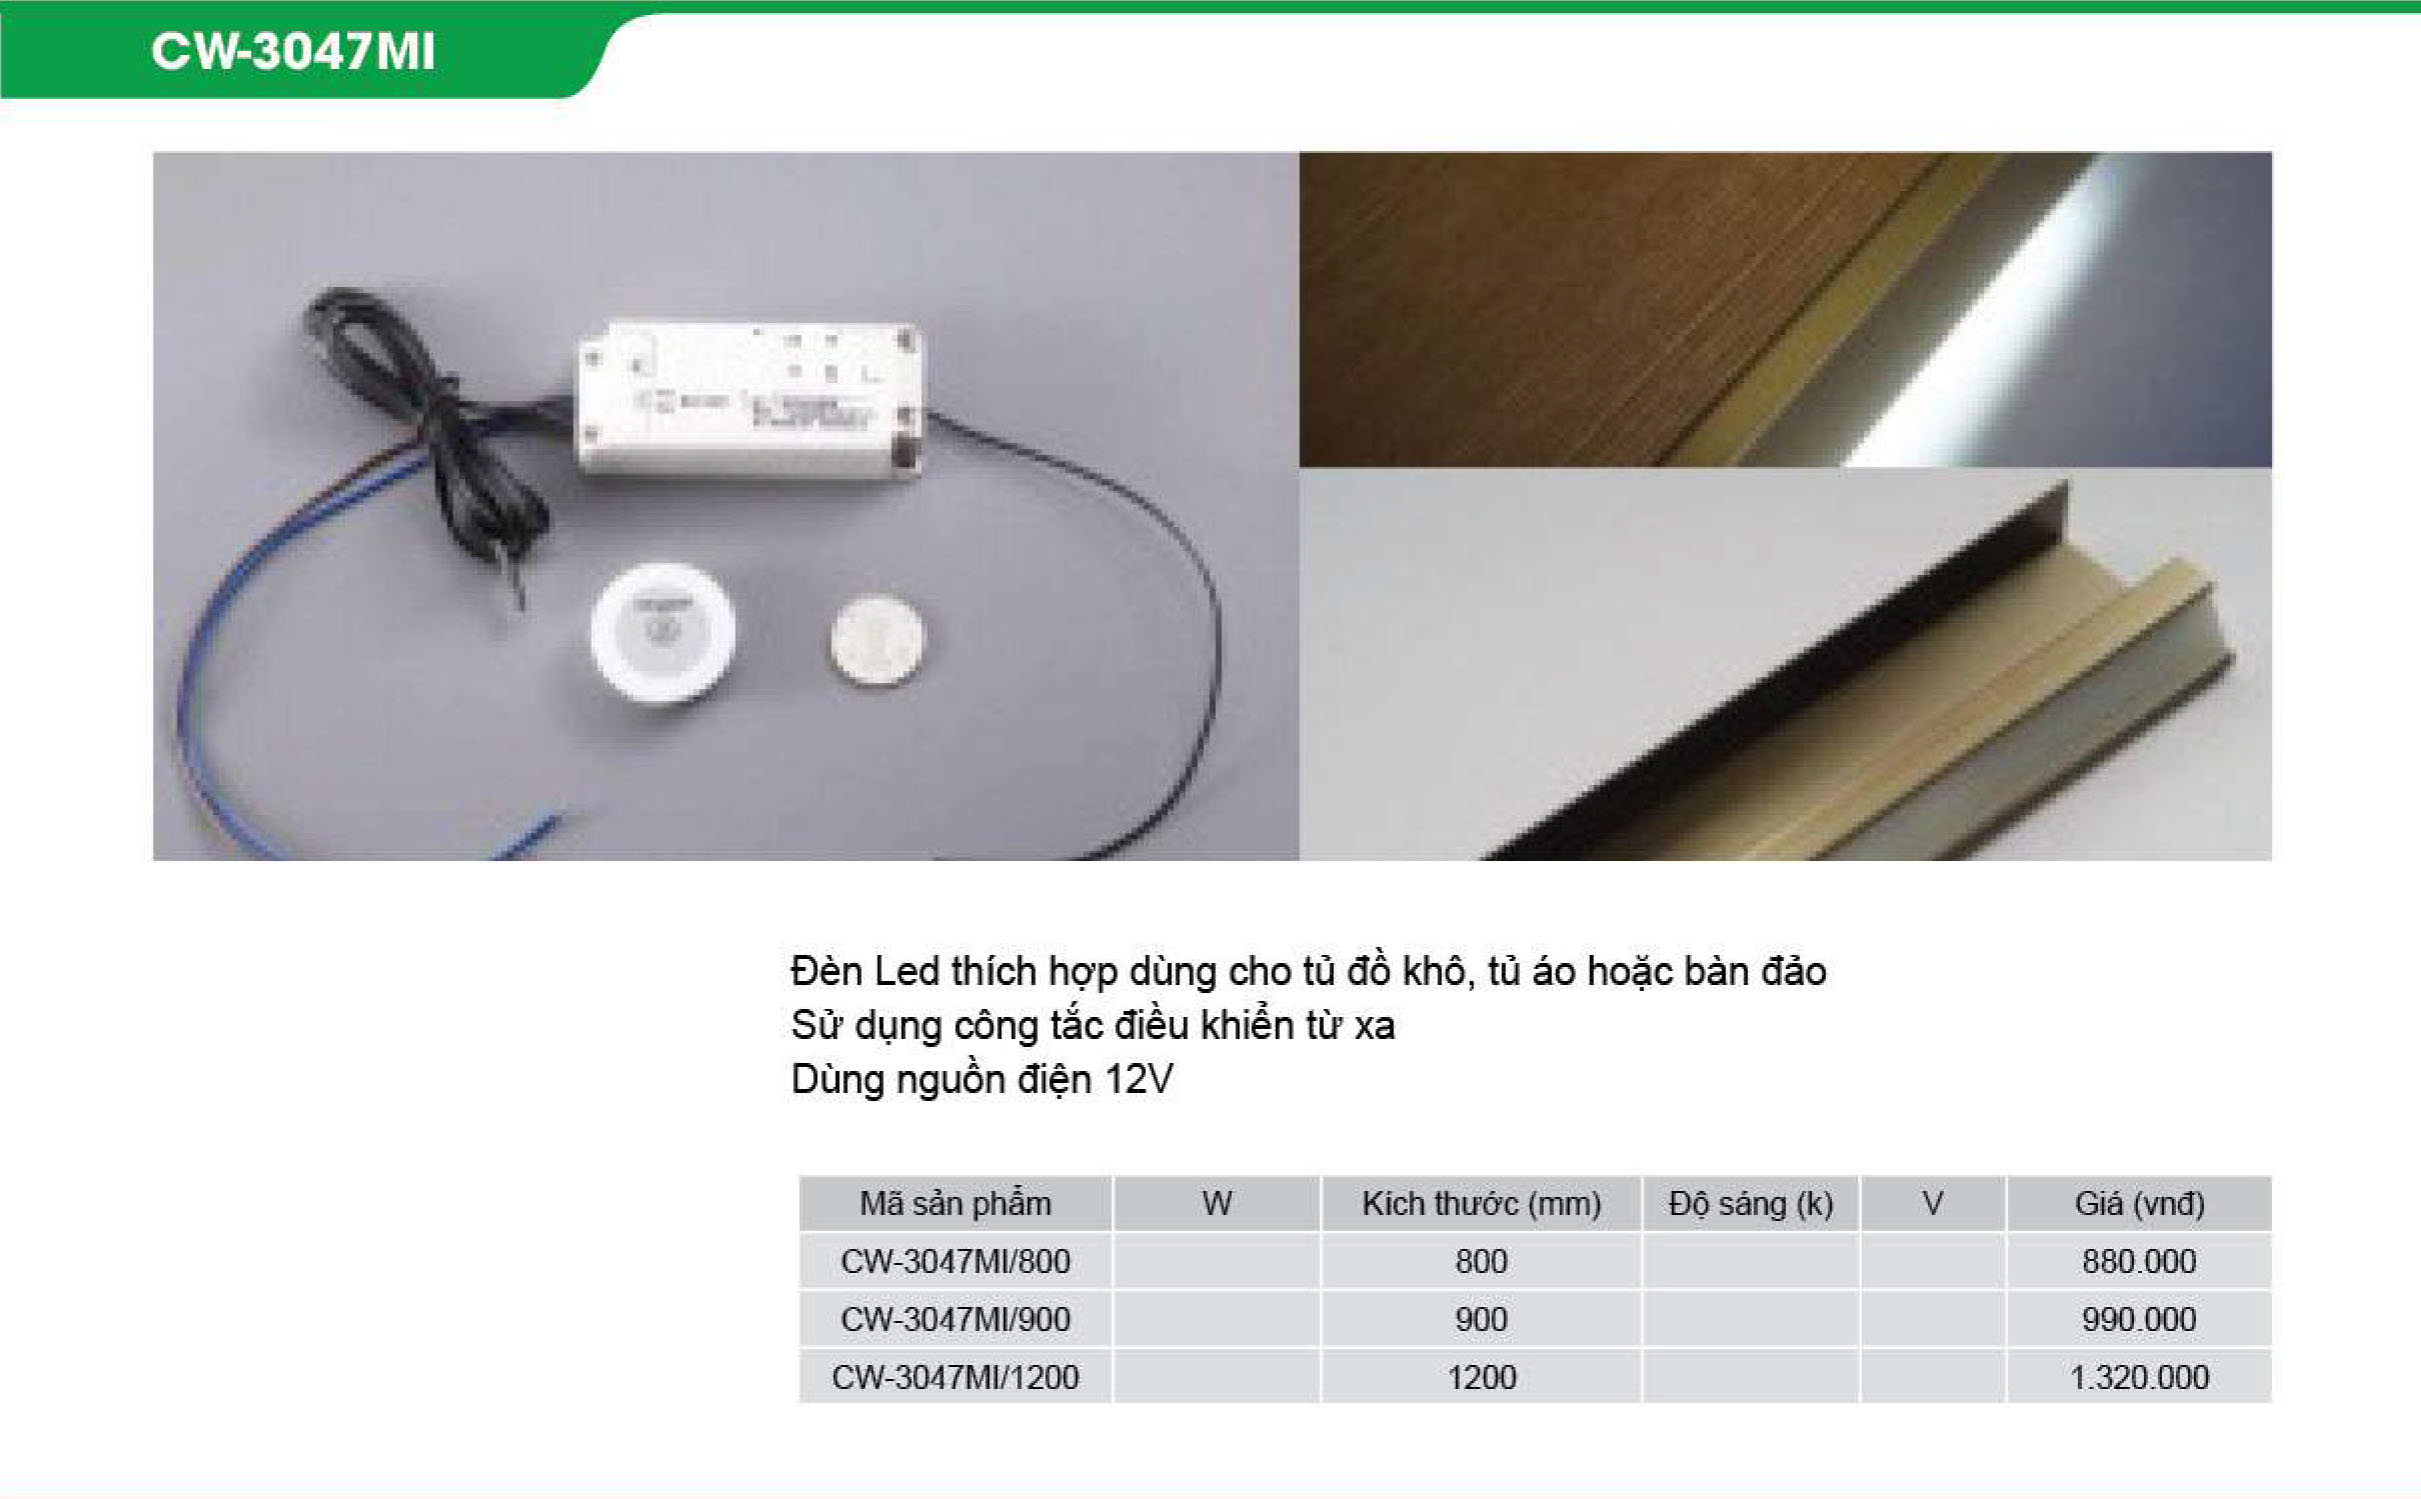 CW-3047MI
Đèn Led thích hợp dùng cho tủ đồ khô, tủ áo hoặc bàn đảo
Sử dụng công tắc điều khiển từ xa
Dùng nguồn điện 12V
Mã sản phẩm W Kích thước (mm) Độ sáng (k) V Giá (vnđ)
CW-3047MI/800 800 880.000
CW-3047MI/900 900 990.000
CW-3047MI/1200 1200 1.320.000